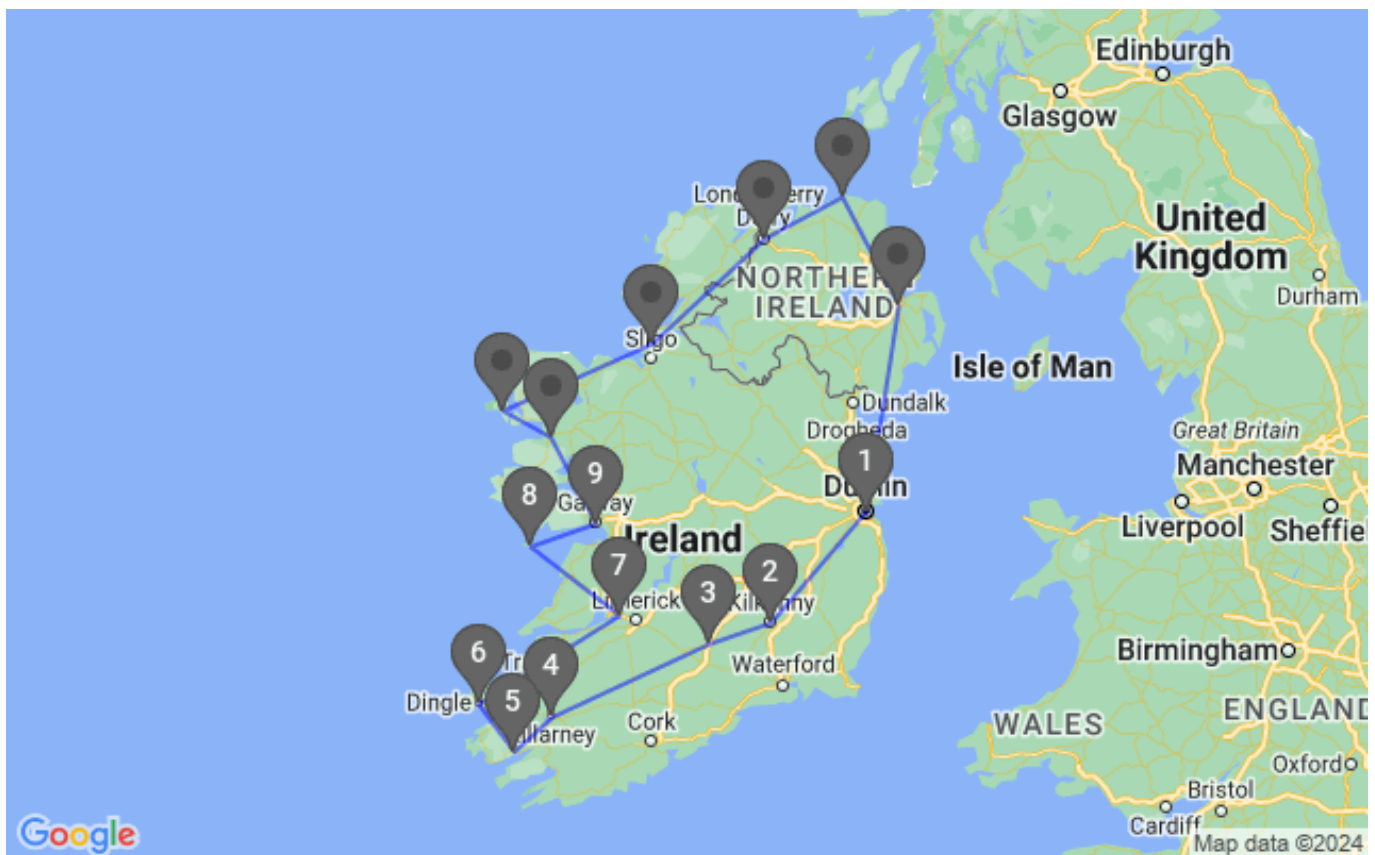 Edinburgh
Glasgow
United
Kingdom
Durham
NORTHERN
IRELAND
Sligo
Isle of Man
Dundalk
Drogheda
Great Britain
Manchester
Liverpool
Sheffiel
1
Dublin
9
8
Galway
Ireland
7
3
2
Limerick
Kilkenny
6
4
5
Dingle
Killarney
Waterford
Cork
Birmingham
WALES
ENGLAND
Oxford
Bristol
Cardiff
Google
Map data ©2024